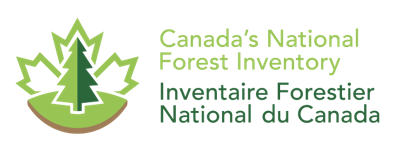 Canada's National
Forest Inventory
Inventaire Forestier
National du Canada